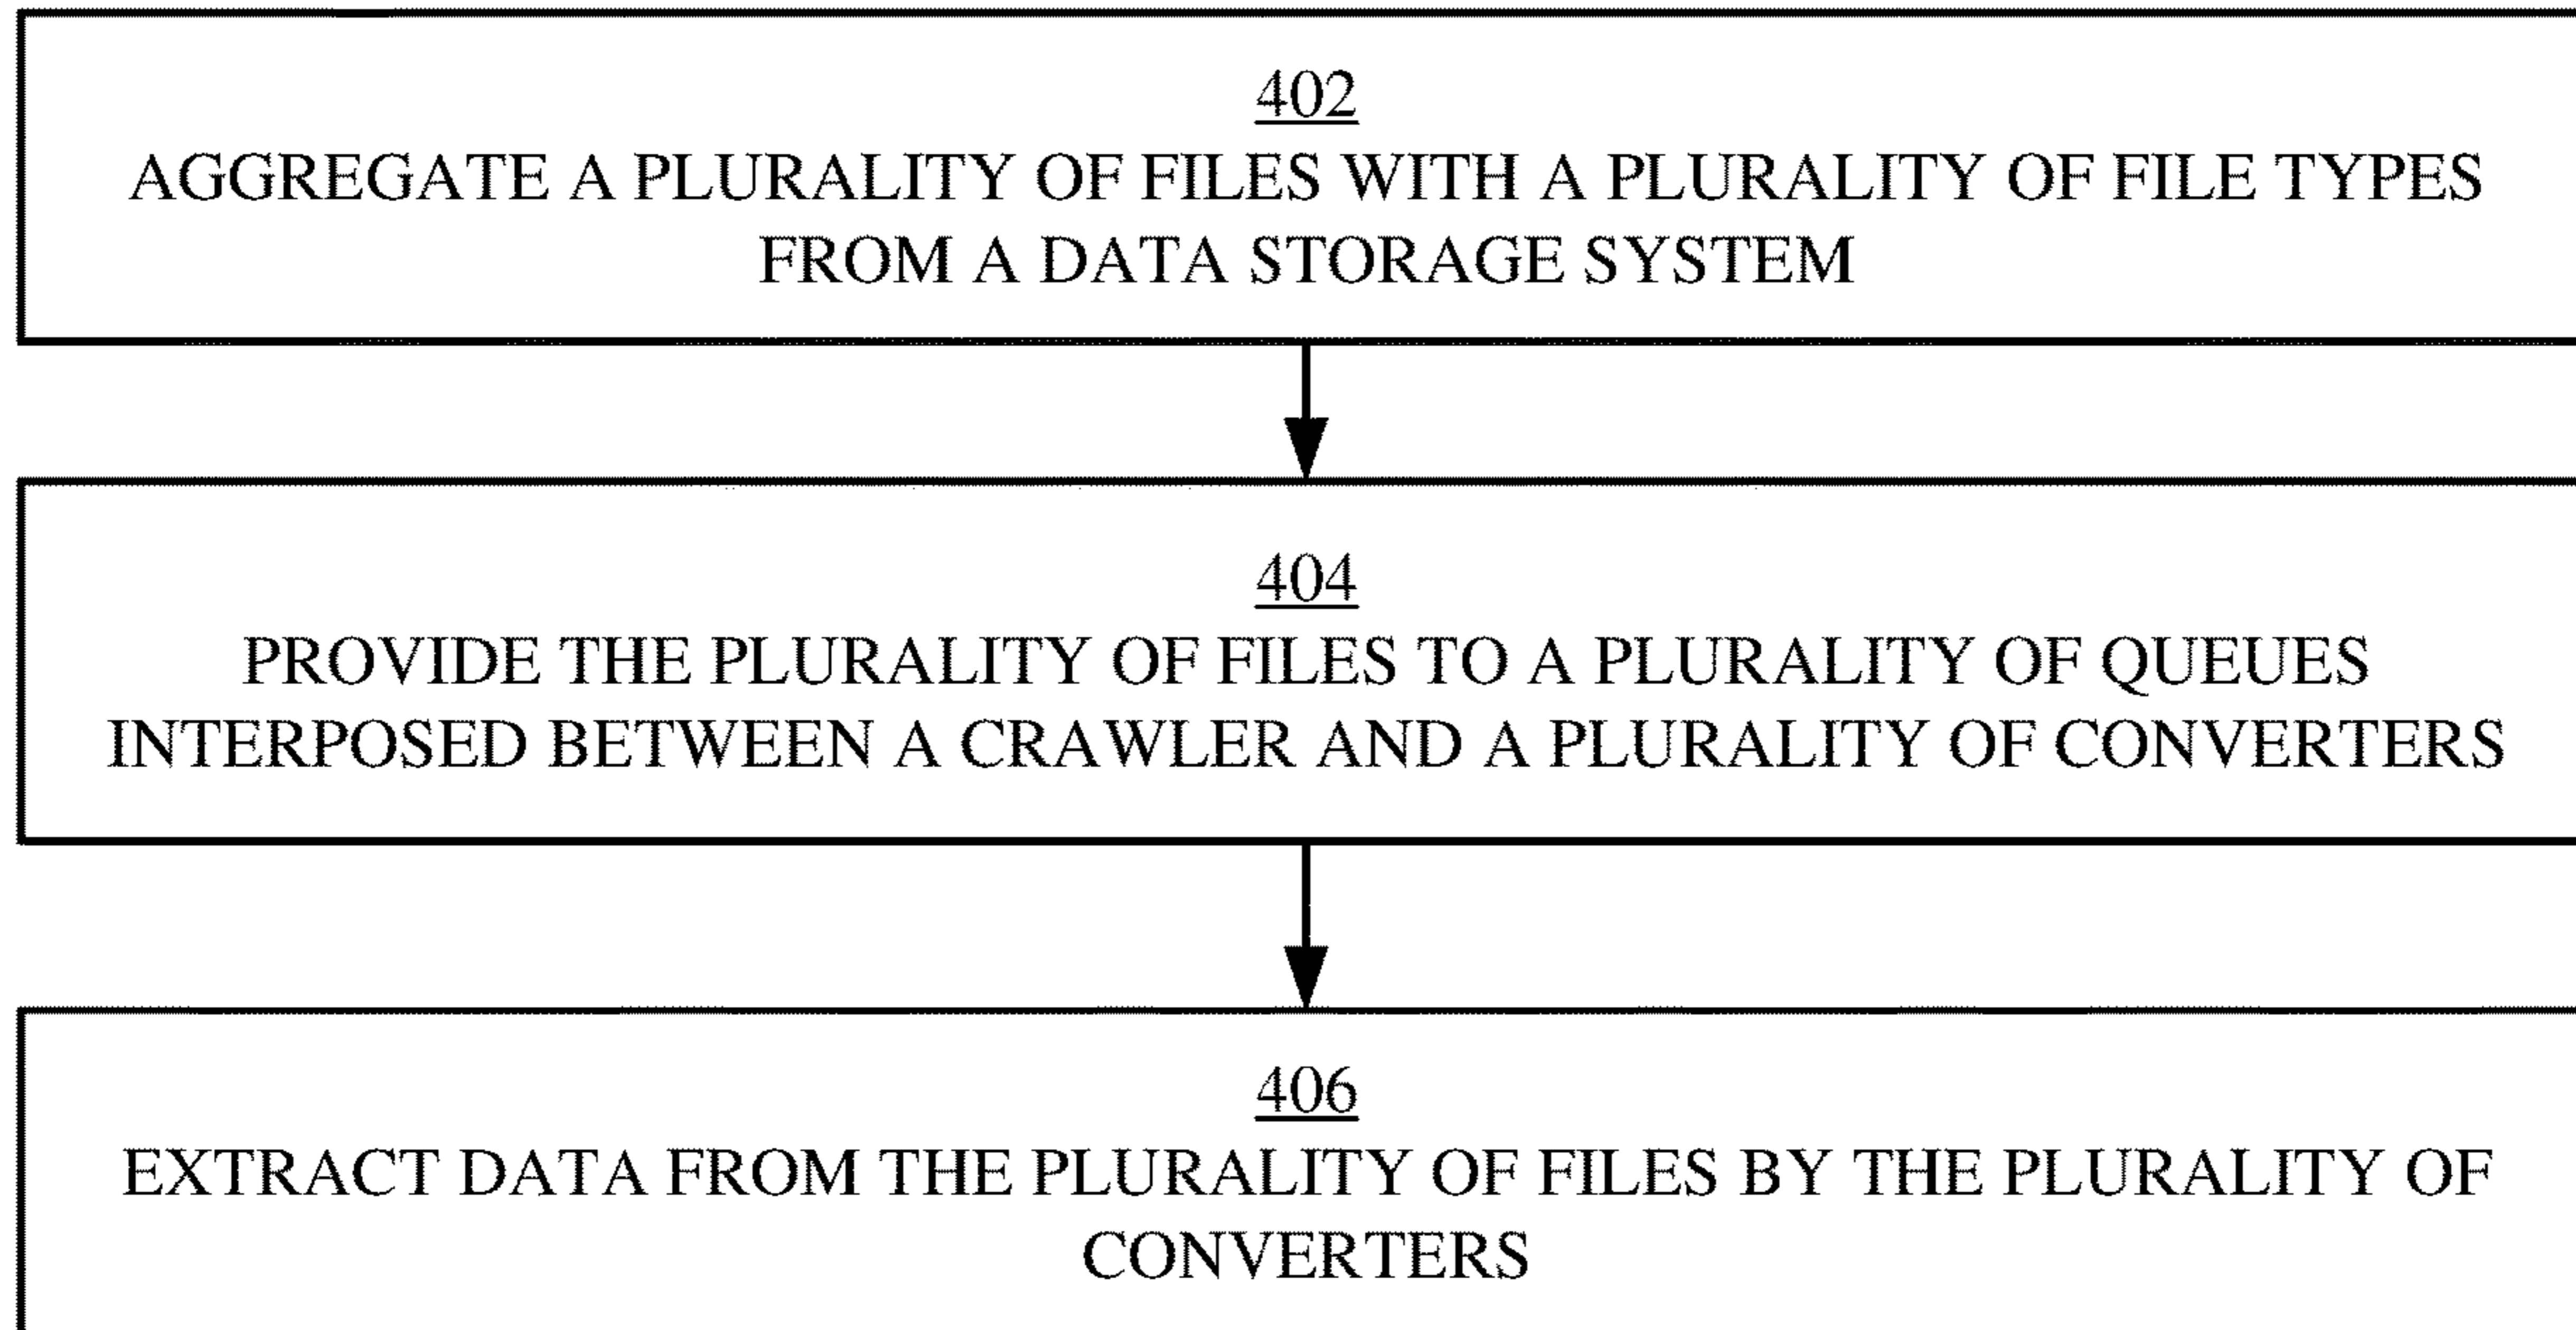 402
AGGREGATE A PLURALITY OF FILES WITH A PLURALITY OF FILE TYPES
FROM A DATA STORAGE SYSTEM
404
PROVIDE THE PLURALITY OF FILES TO A PLURALITY OF QUEUES
INTERPOSED BETWEEN A CRAWLER AND A PLURALITY OF CONVERTERS
406
EXTRACT DATA FROM THE PLURALITY OF FILES BY THE PLURALITY OF
CONVERTERS